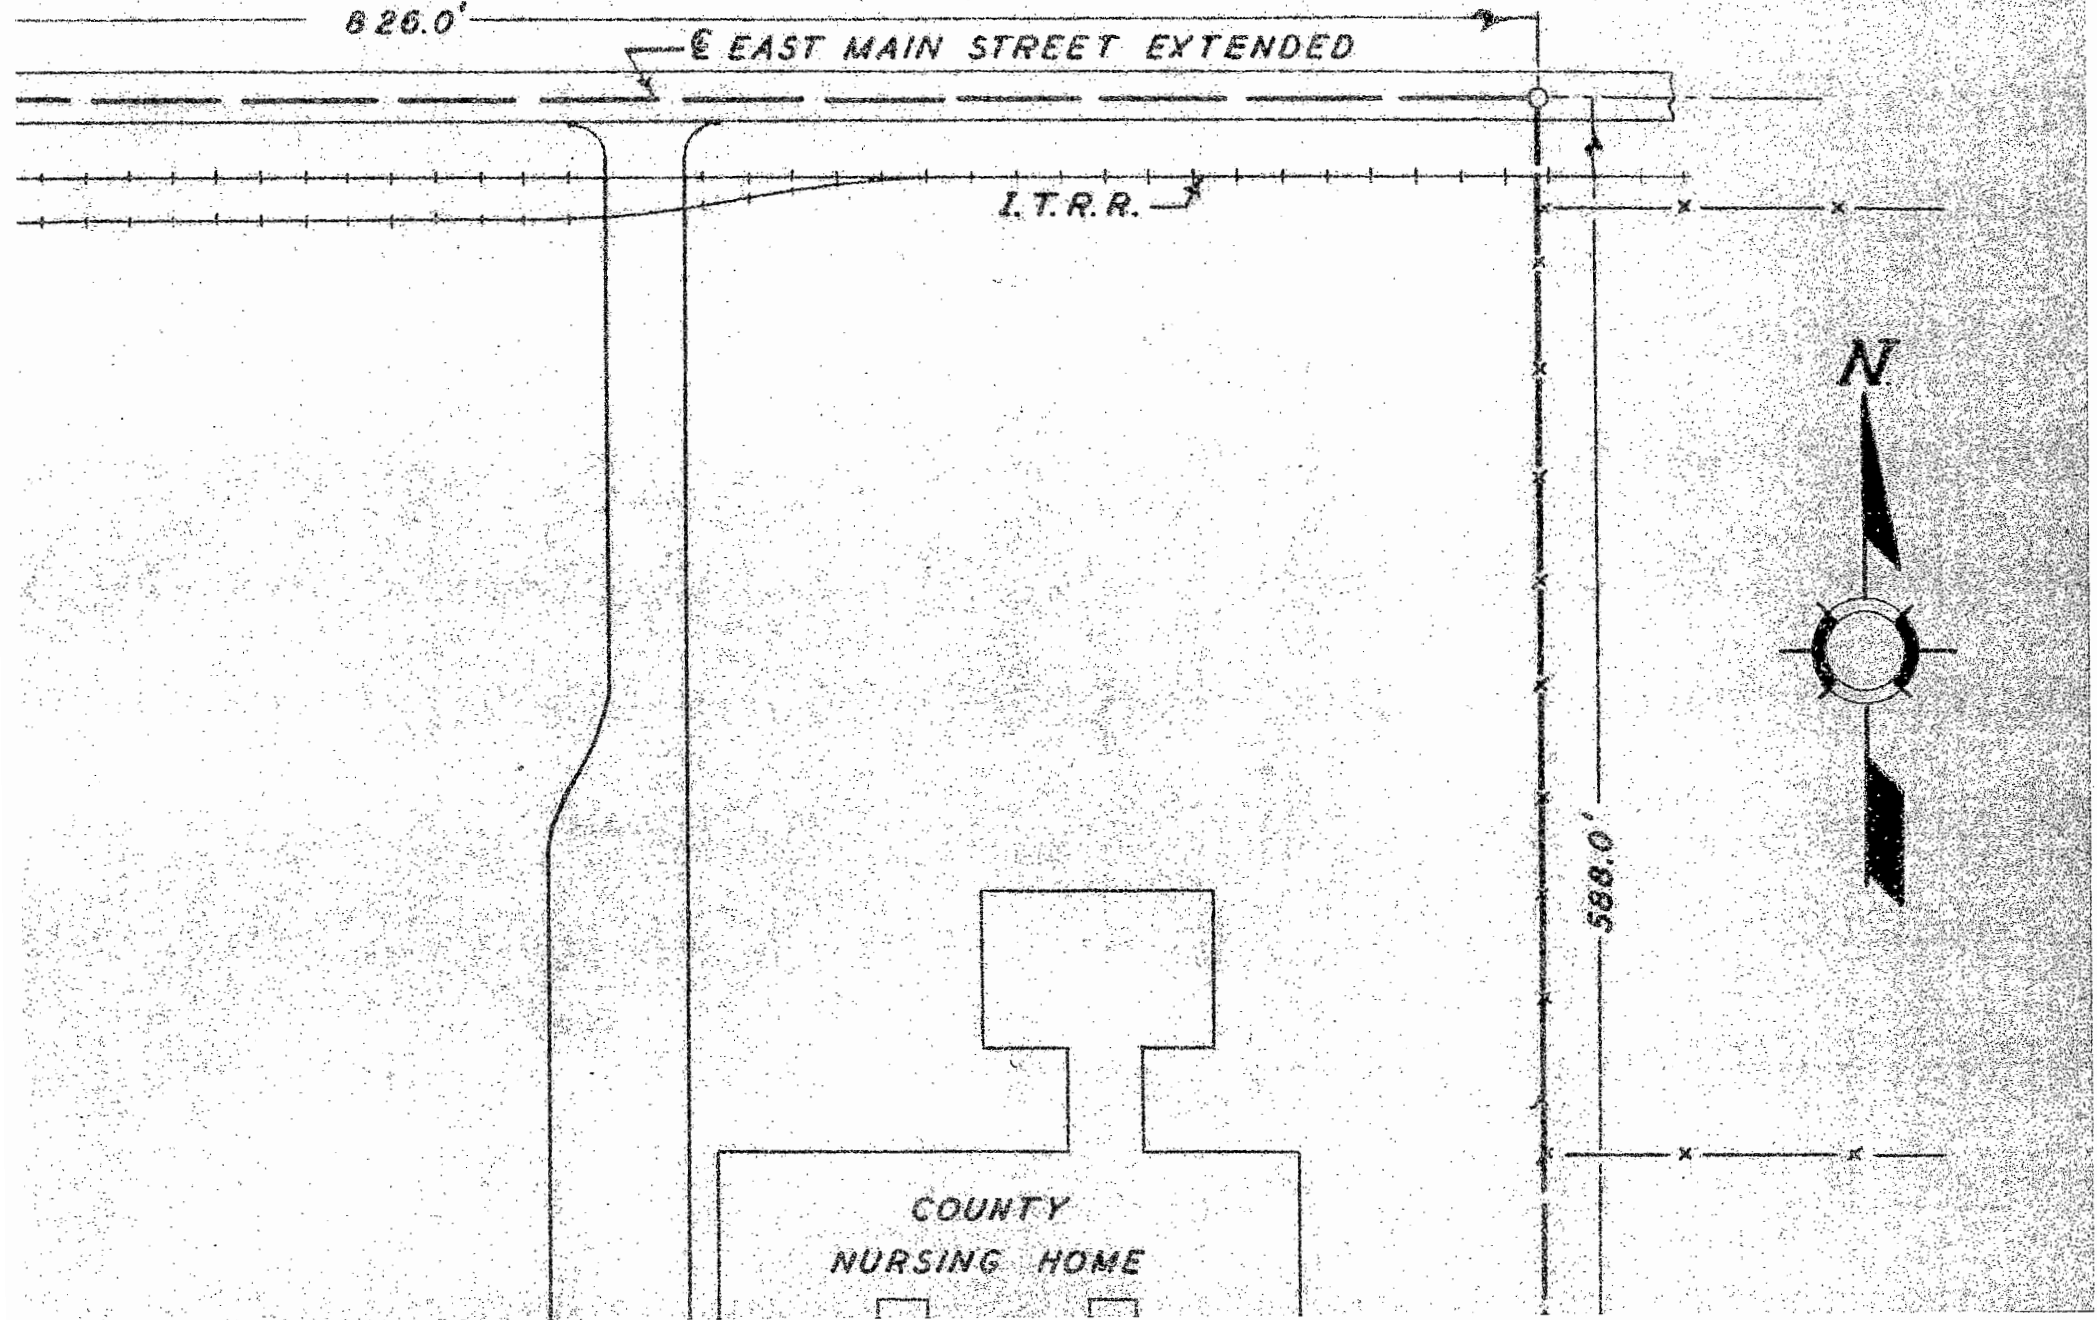 826.0'
℄ EAST MAIN STREET EXTENDED
I.T.R.R.
N.
588.0'
COUNTY
NURSING HOME